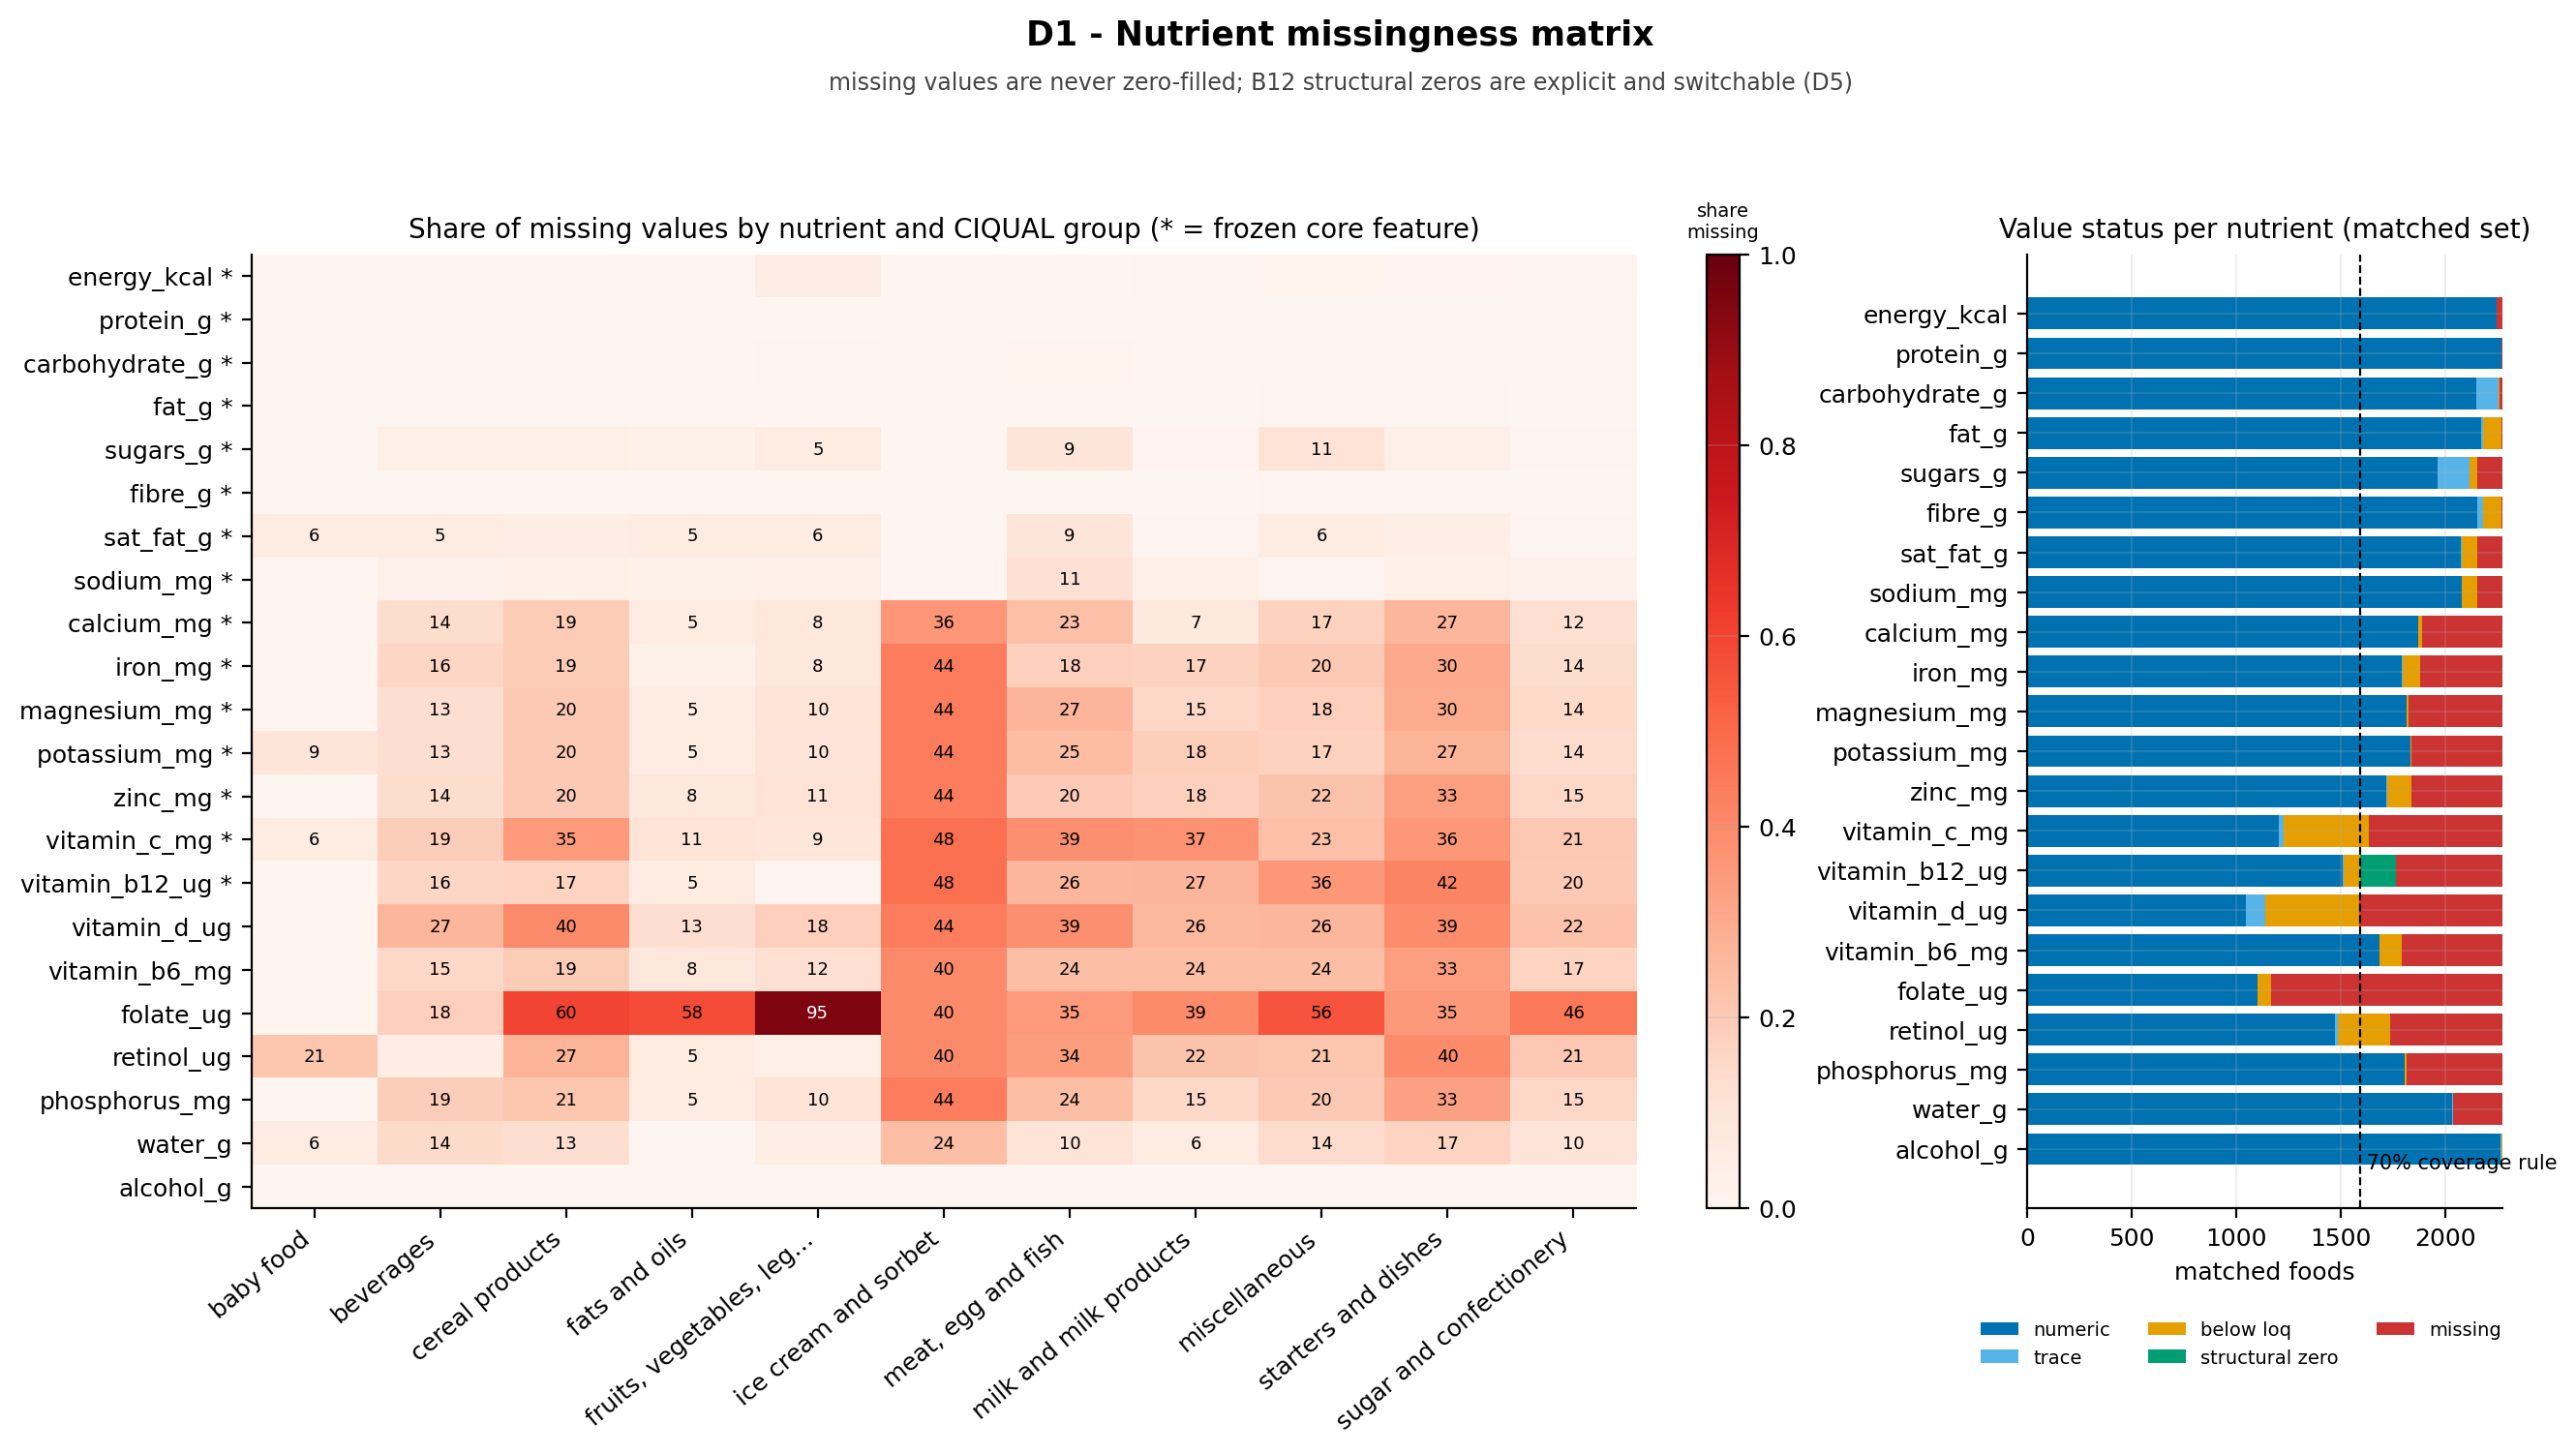 D1 - Nutrient missingness matrix
missing values are never zero-filled; B12 structural zeros are explicit and switchable (D5)
Share of missing values by nutrient and CIQUAL group (* = frozen core feature)
energy_kcal *
protein_g *
carbohydrate_g *
fat_g *
sugars_g * 5 9 11
fibre_g *
sat_fat_g * 6 5 5 6 9 6
sodium_mg * 11
calcium_mg * 14 19 5 8 36 23 7 17 27 12
iron_mg * 16 19 8 44 18 17 20 30 14
magnesium_mg * 13 20 5 10 44 27 15 18 30 14
potassium_mg * 9 13 20 5 10 44 25 18 17 27 14
zinc_mg * 14 20 8 11 44 20 18 22 33 15
vitamin_c_mg * 6 19 35 11 9 48 39 37 23 36 21
vitamin_b12_ug * 16 17 5 48 26 27 36 42 20
vitamin_d_ug 27 40 13 18 44 39 26 26 39 22
vitamin_b6_mg 15 19 8 12 40 24 24 24 33 17
folate_ug 18 60 58 95 40 35 39 56 35 46
retinol_ug 21 27 5 40 34 22 21 40 21
phosphorus_mg 19 21 5 10 44 24 15 20 33 15
water_g 6 14 13 24 10 6 14 17 10
alcohol_g
baby food
beverages
cereal products
fats and oils
fruits, vegetables, leg...
ice cream and sorbet
meat, egg and fish
milk and milk products
miscellaneous
starters and dishes
sugar and confectionery
share
missing
1.0
0.8
0.6
0.4
0.2
0.0
Value status per nutrient (matched set)
energy_kcal
protein_g
carbohydrate_g
fat_g
sugars_g
fibre_g
sat_fat_g
sodium_mg
calcium_mg
iron_mg
magnesium_mg
potassium_mg
zinc_mg
vitamin_c_mg
vitamin_b12_ug
vitamin_d_ug
vitamin_b6_mg
folate_ug
retinol_ug
phosphorus_mg
water_g
alcohol_g
70% coverage rule
0 500 1000 1500 2000
matched foods
numeric below loq missing
trace structural zero